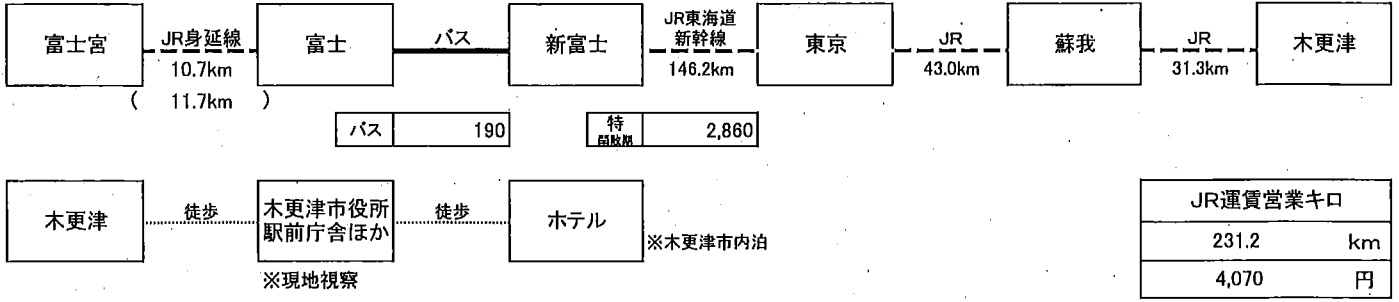 富士宮 JR身延線 富士 バス 新富士 JR東海道新幹線 東京 JR 蘇我 JR 木更津
10.7km 146.2km 43.0km 31.3km
( 11.7km )
バス 190 特 閑散期 2,860
木更津 徒歩 木更津市役所 徒歩 ホテル
駅前庁舎ほか
※木更津市内泊
※現地視察
JR運賃営業キロ
231.2 km
4,070 円